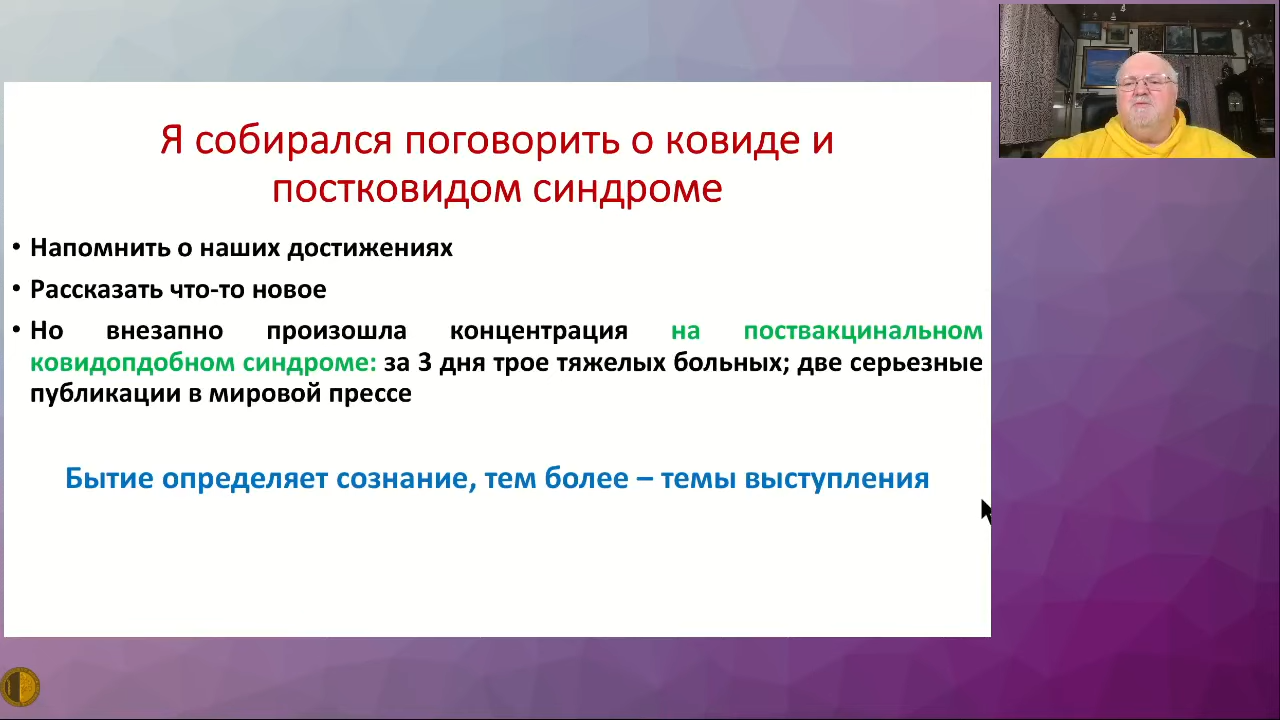 Я собирался поговорить о ковиде и
постковидом синдроме
• Напомнить о наших достижениях
• Рассказать что-то новое
• Но внезапно произошла концентрация на поствакцинальном
ковидопдобном синдроме: за 3 дня трое тяжелых больных; две серьезные
публикации в мировой прессе
Бытие определяет сознание, тем более – темы выступления